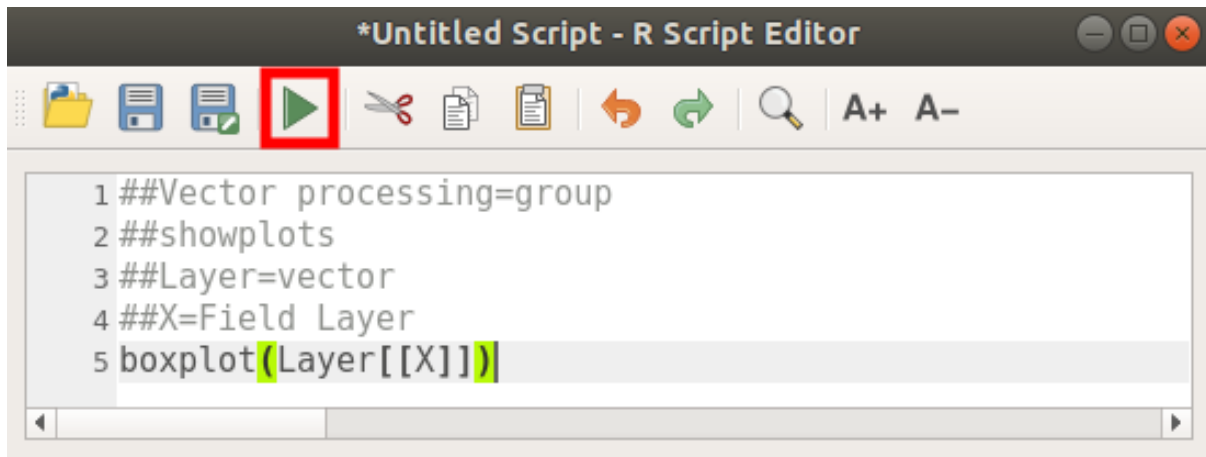 *Untitled Script - R Script Editor
A+ A-
1 ##Vector processing=group
2 ##showplots
3 ##Layer=vector
4 ##X=Field Layer
5 boxplot(Layer[[X]])